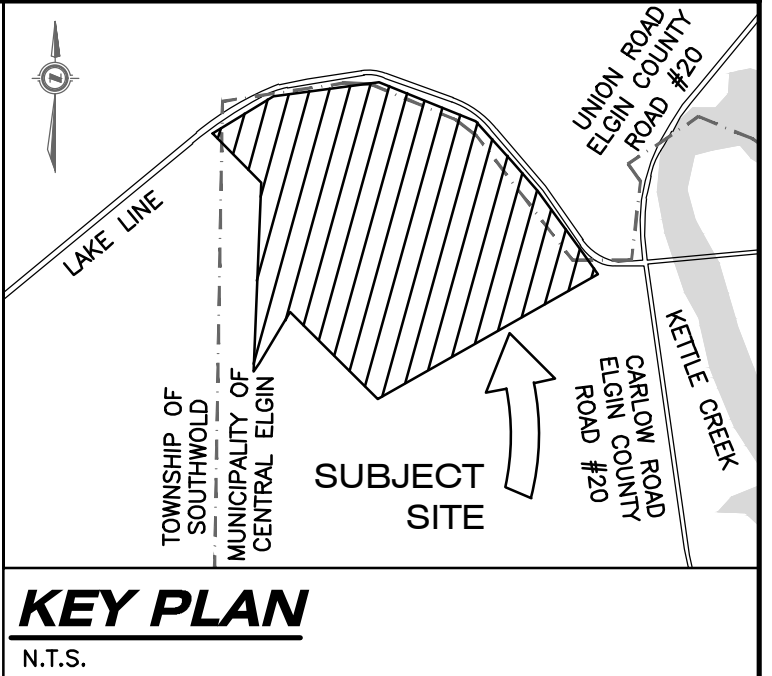 UNION ROAD
ELGIN COUNTY
ROAD #20
N
LAKE LINE
TOWNSHIP OF
SOUTHWOLD
MUNICIPALITY OF
CENTRAL ELGIN
SUBJECT
SITE
CARLOW ROAD
ELGIN COUNTY
ROAD #20
KETTLE CREEK
KEY PLAN
N.T.S.